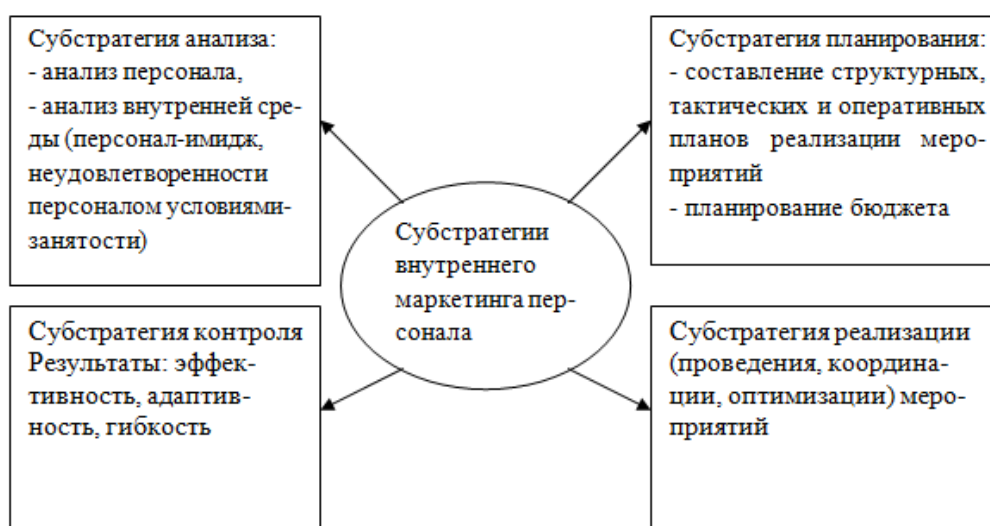 Субстратегия анализа:
- анализ персонала,
- анализ внутренней сре-
ды (персонал-имидж,
неудовлетворенности
персоналом условиями-
занятости)
Субстратегия планирования:
- составление структурных,
тактических и оперативных
планов реализации меро-
приятий
- планирование бюджета
Субстратегии
внутреннего
маркетинга пер-
сонала
Субстратегия контроля
Результаты: эффек-
тивность, адаптив-
ность, гибкость
Субстратегия реализации
(проведения, координа-
ции, оптимизации) меро-
приятий